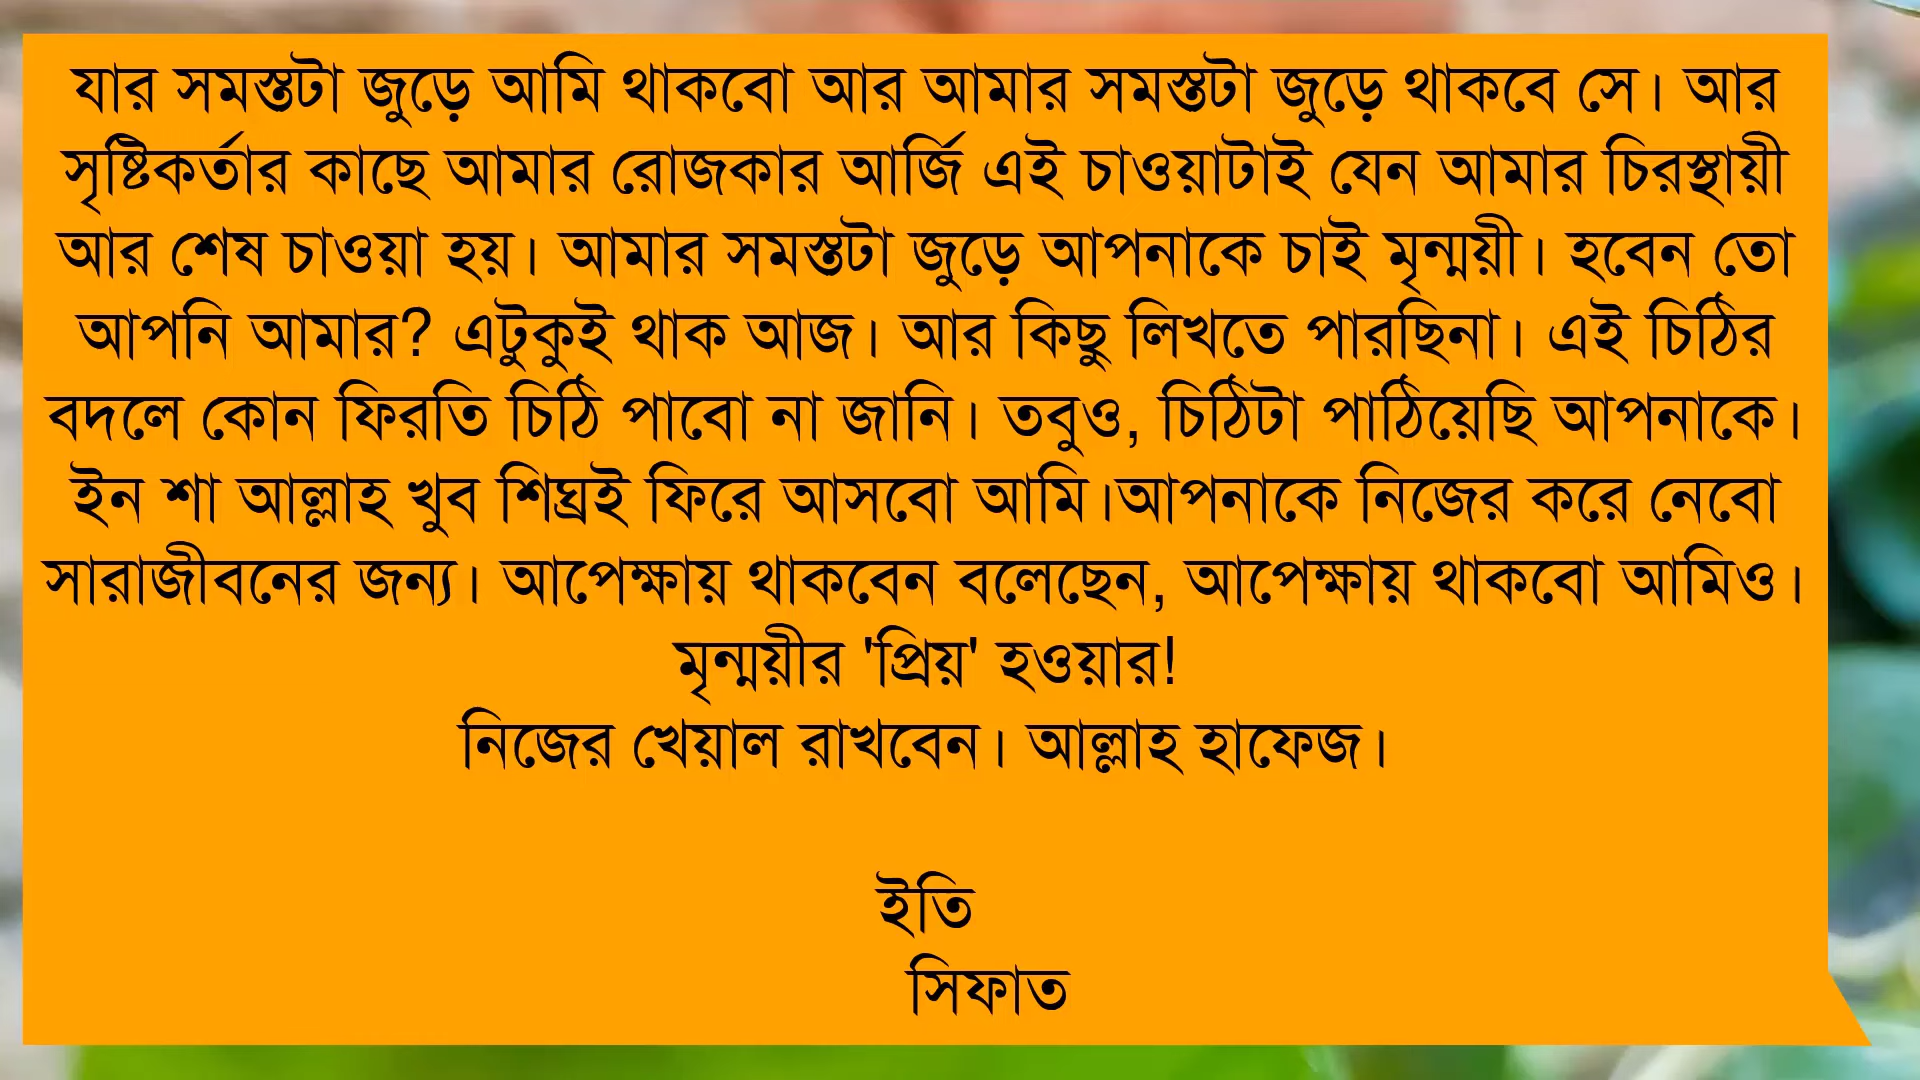 যার সমস্তটা জুড়ে আমি থাকবো আর আমার সমস্তটা জুড়ে থাকবে সে। আর
সৃষ্টিকর্তার কাছে আমার রোজকার আর্জি এই চাওয়াটাই যেন আমার চিরস্থায়ী
আর শেষ চাওয়া হয়। আমার সমস্তটা জুড়ে আপনাকে চাই মৃন্ময়ী। হবেন তো
আপনি আমার? এটুকুই থাক আজ। আর কিছু লিখতে পারছিনা। এই চিঠির
বদলে কোন ফিরতি চিঠি পাবো না জানি। তবুও, চিঠিটা পাঠিয়েছি আপনাকে।
ইন শা আল্লাহ খুব শিঘ্রই ফিরে আসবো আমি।আপনাকে নিজের করে নেবো
সারাজীবনের জন্য। আপেক্ষায় থাকবেন বলেছেন, আপেক্ষায় থাকবো আমিও।
মৃন্ময়ীর 'প্রিয়' হওয়ার!
নিজের খেয়াল রাখবেন। আল্লাহ হাফেজ।
ইতি
সিফাত